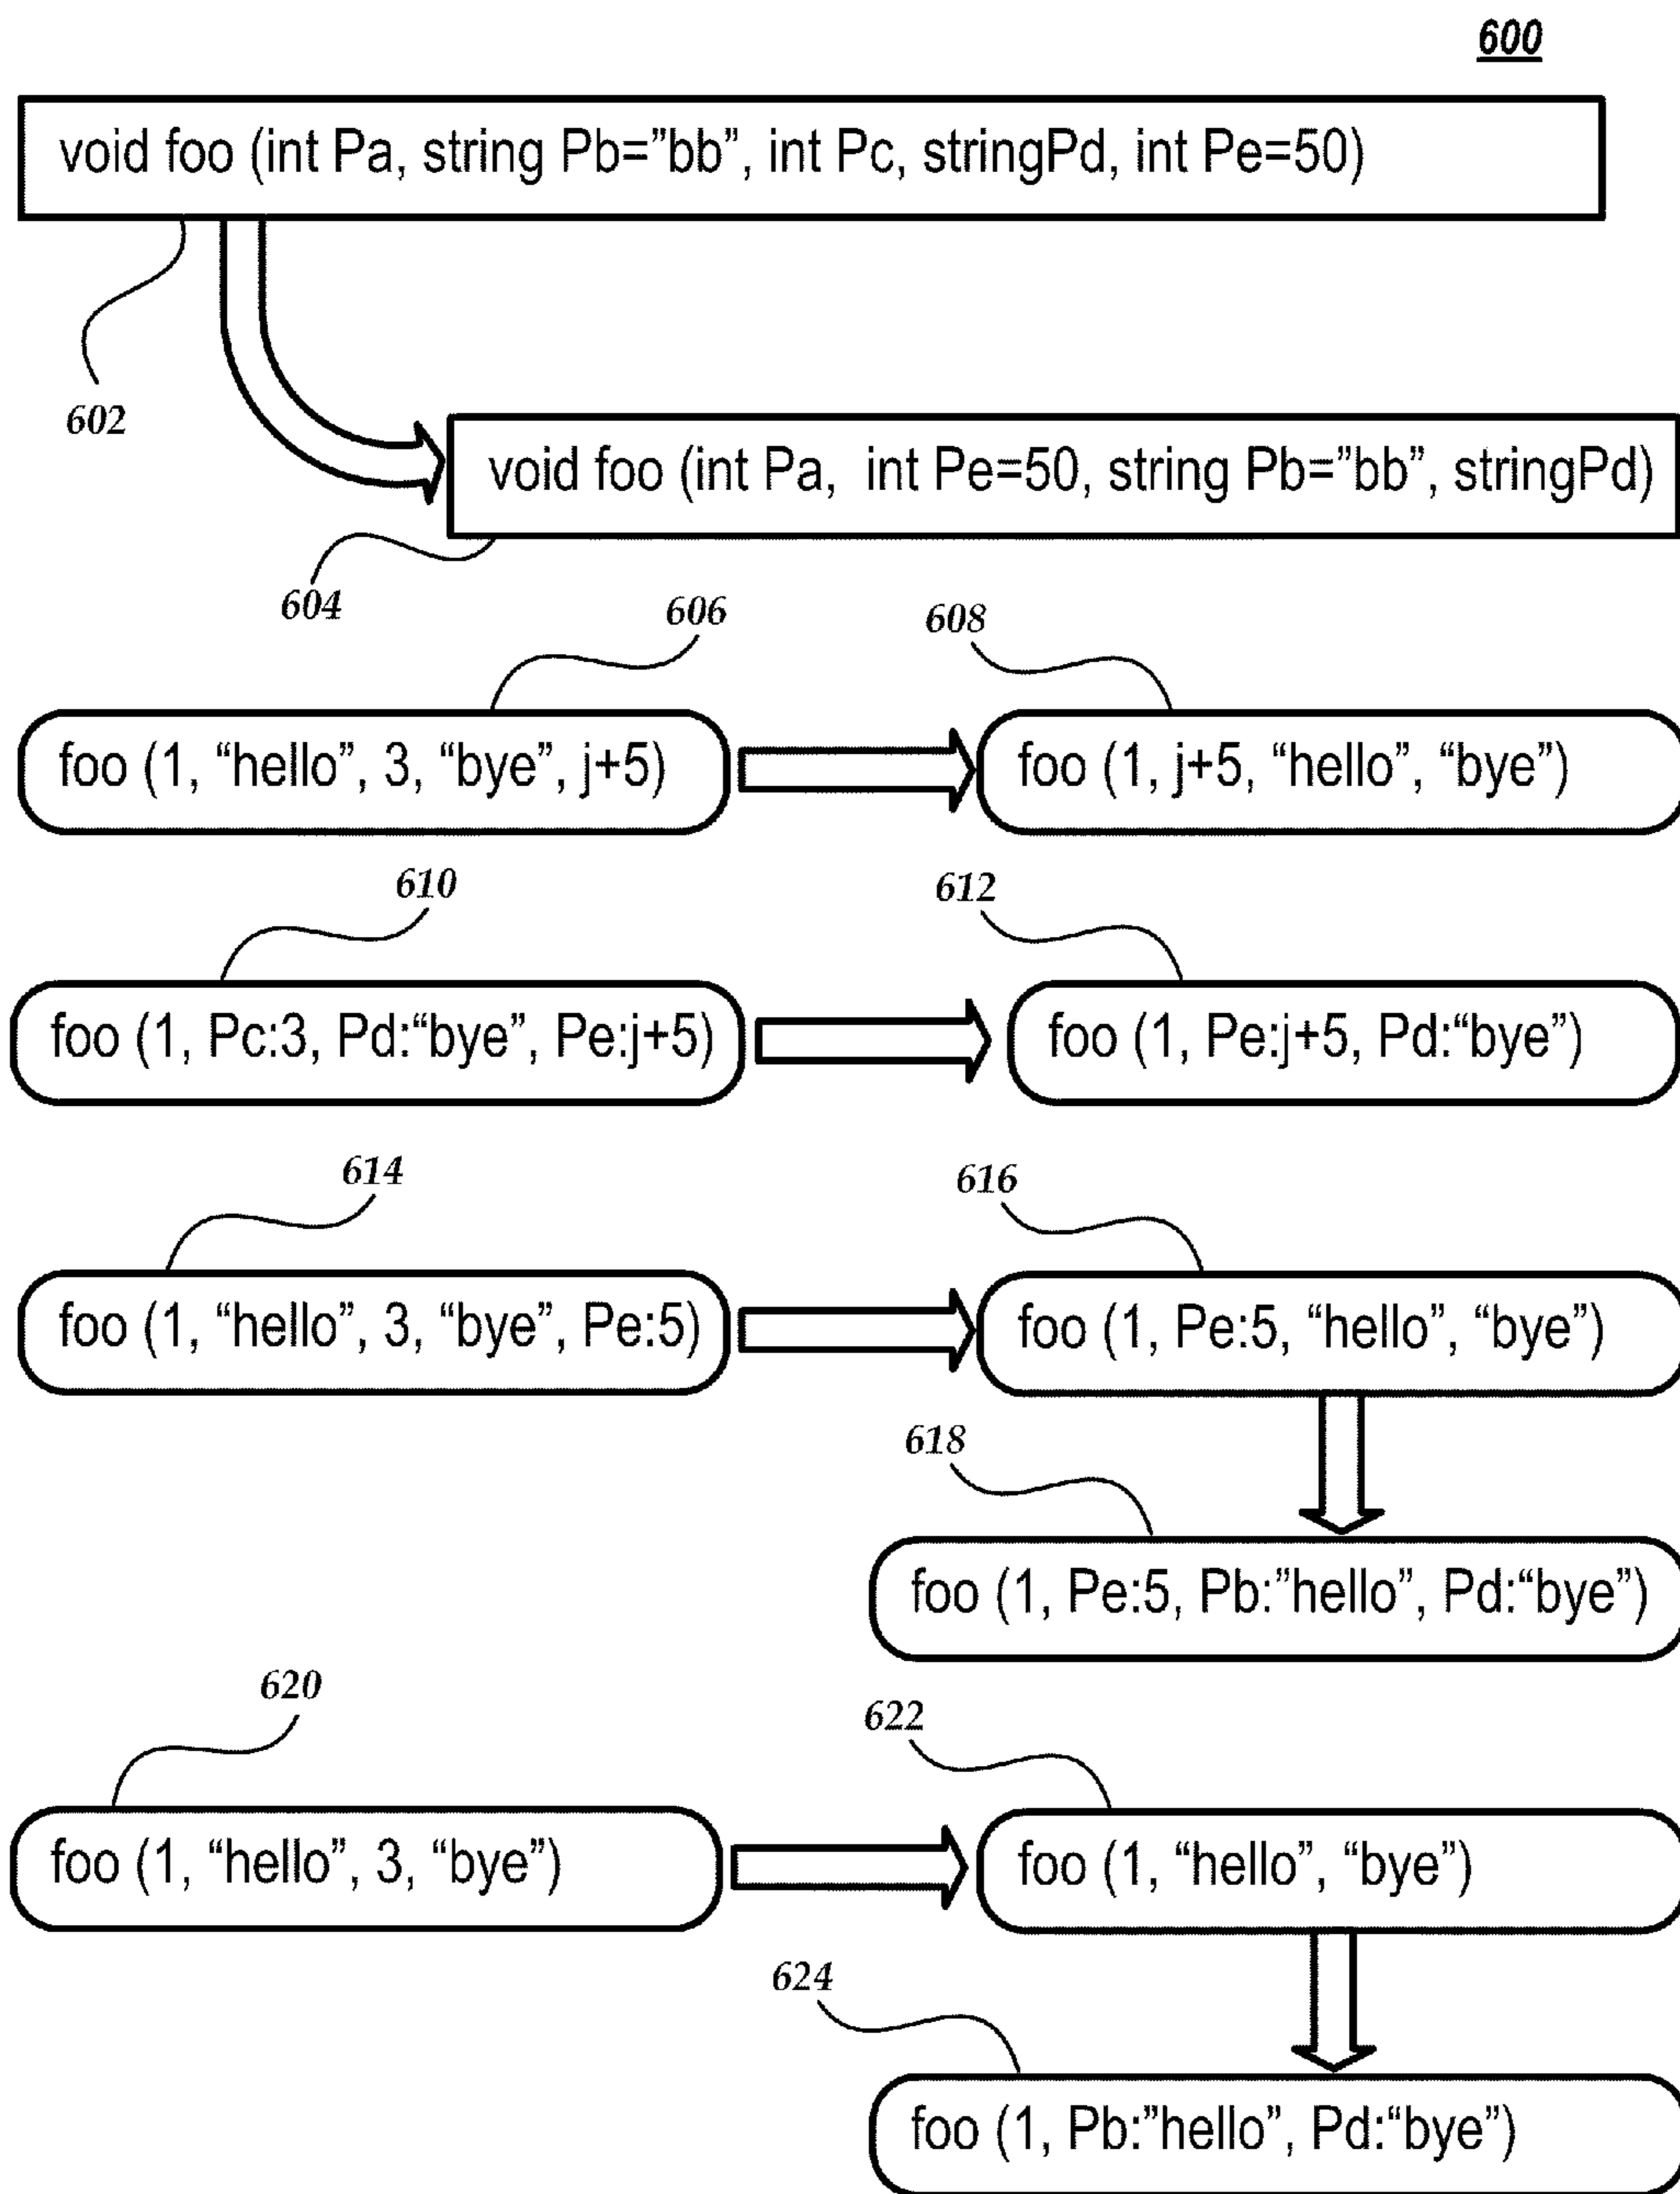 600
void foo (int Pa, string Pb=”bb”, int Pc, stringPd, int Pe=50)
602
void foo (int Pa, int Pe=50, string Pb=”bb”, stringPd)
604
606
608
foo (1, “hello”, 3, “bye”, j+5)
foo (1, j+5, “hello”, “bye”)
610
612
foo (1, Pc:3, Pd:“bye”, Pe:j+5)
foo (1, Pe:j+5, Pd:“bye”)
614
616
foo (1, “hello”, 3, “bye”, Pe:5)
foo (1, Pe:5, “hello”, “bye”)
618
foo (1, Pe:5, Pb:”hello”, Pd:“bye”)
620
622
foo (1, “hello”, 3, “bye”)
foo (1, “hello”, “bye”)
624
foo (1, Pb:”hello”, Pd:“bye”)